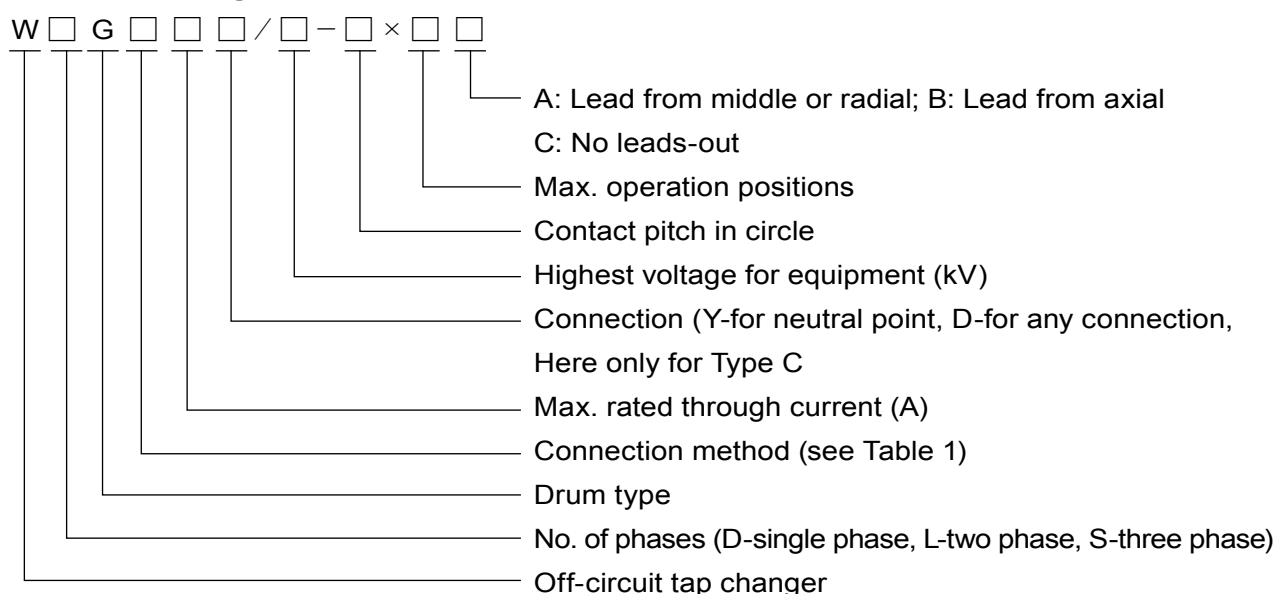 W □ G □ □ □ / □ - □ × □ □
A: Lead from middle or radial; B: Lead from axial
C: No leads-out
Max. operation positions
Contact pitch in circle
Highest voltage for equipment (kV)
Connection (Y-for neutral point, D-for any connection,
Here only for Type C
Max. rated through current (A)
Connection method (see Table 1)
Drum type
No. of phases (D-single phase, L-two phase, S-three phase)
Off-circuit tap changer